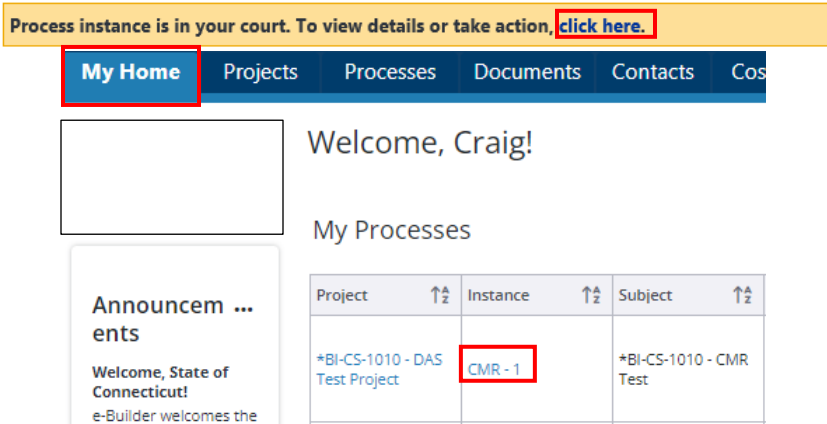 Process instance is in your court. To view details or take action, click here.
My Home Projects Processes Documents Contacts Cos
Welcome, Craig!
My Processes
Announcem ...
ents
Welcome, State of
Connecticut!
e-Builder welcomes the
Project Instance Subject
*BI-CS-1010 - DAS
Test Project
CMR - 1
*BI-CS-1010 - CMR
Test